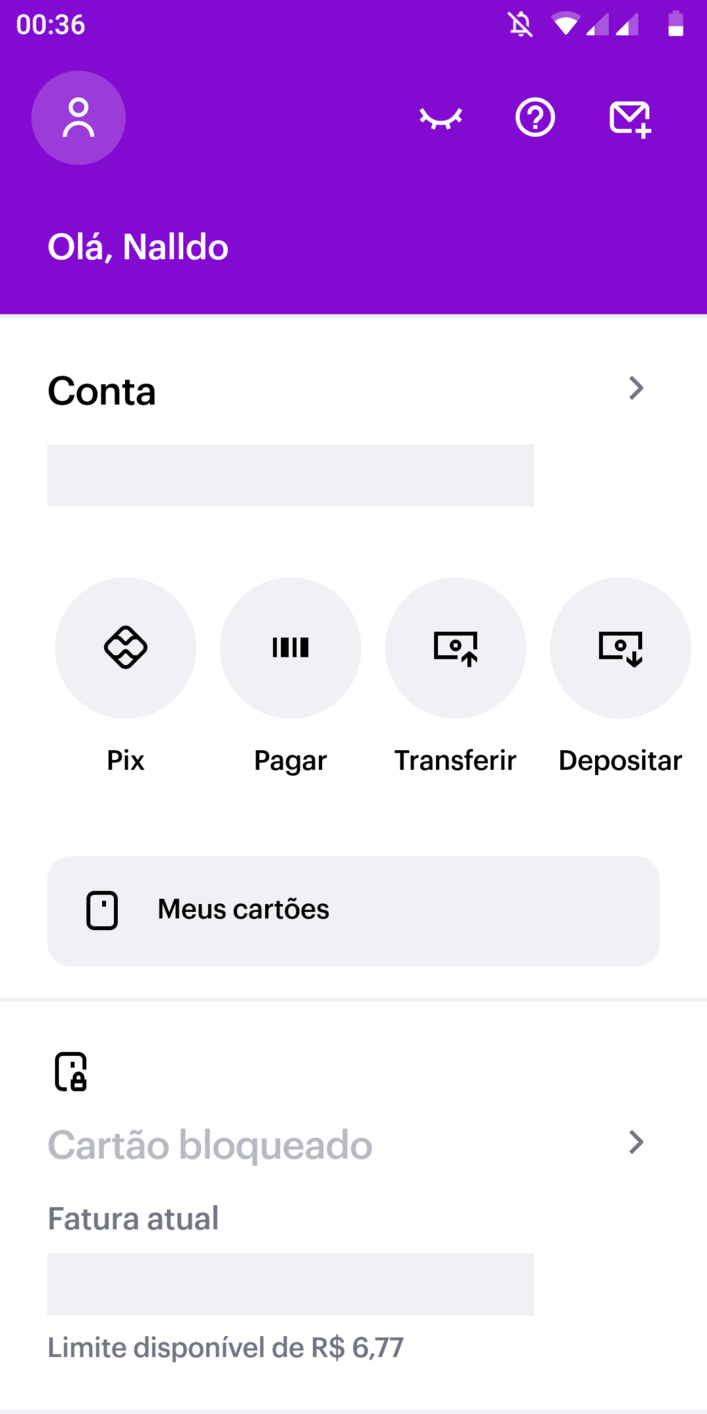 00:36
Olá, Nalldo
Conta
Pix
Pagar
Transferir
Depositar
Meus cartões
Cartão bloqueado
Fatura atual
Limite disponível de R$ 6,77